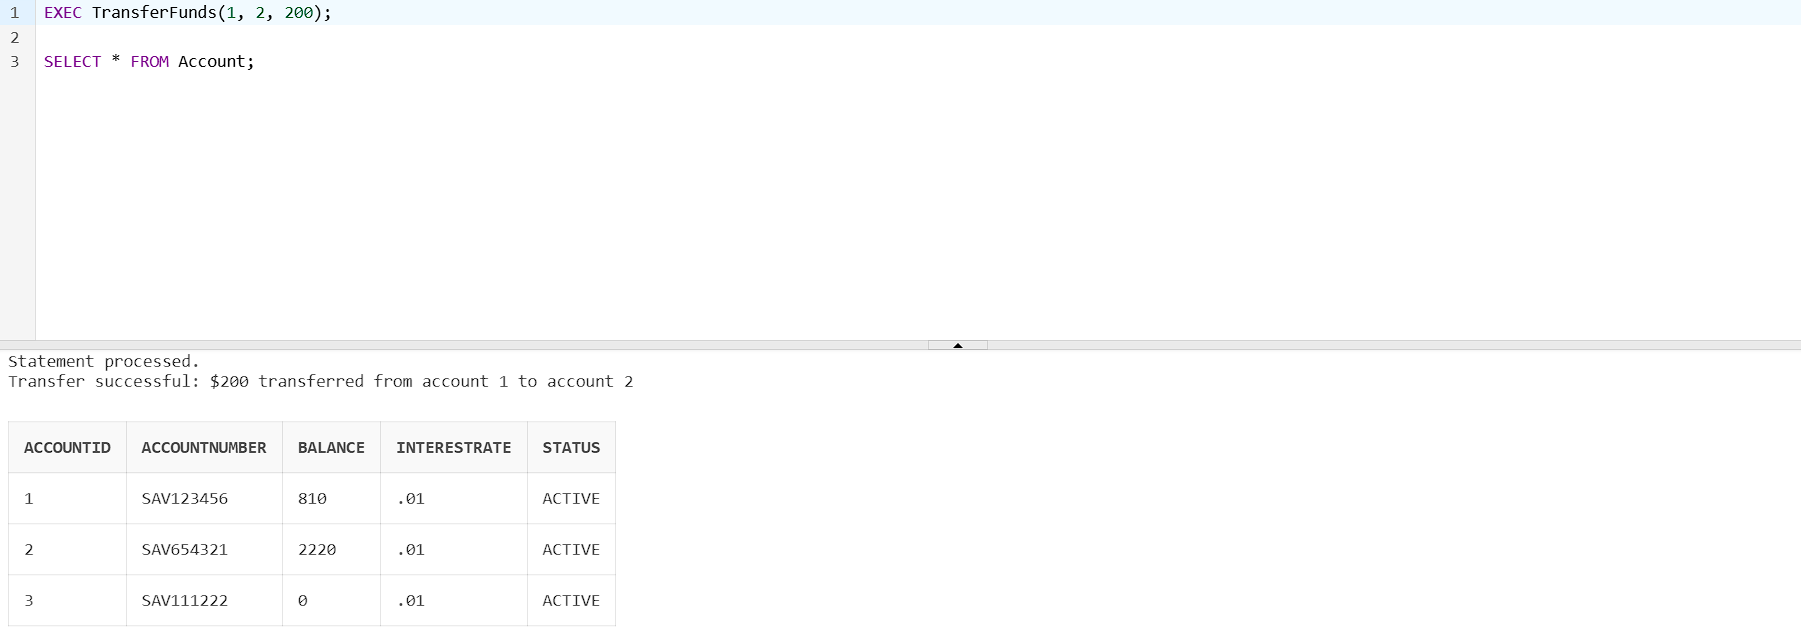 1 EXEC TransferFunds(1, 2, 200);
2
3 SELECT * FROM Account;
Statement processed.
Transfer successful: $200 transferred from account 1 to account 2
ACCOUNTID ACCOUNTNUMBER BALANCE INTERESTRATE STATUS
1 SAV123456 810 .01 ACTIVE
2 SAV654321 2220 .01 ACTIVE
3 SAV111222 0 .01 ACTIVE